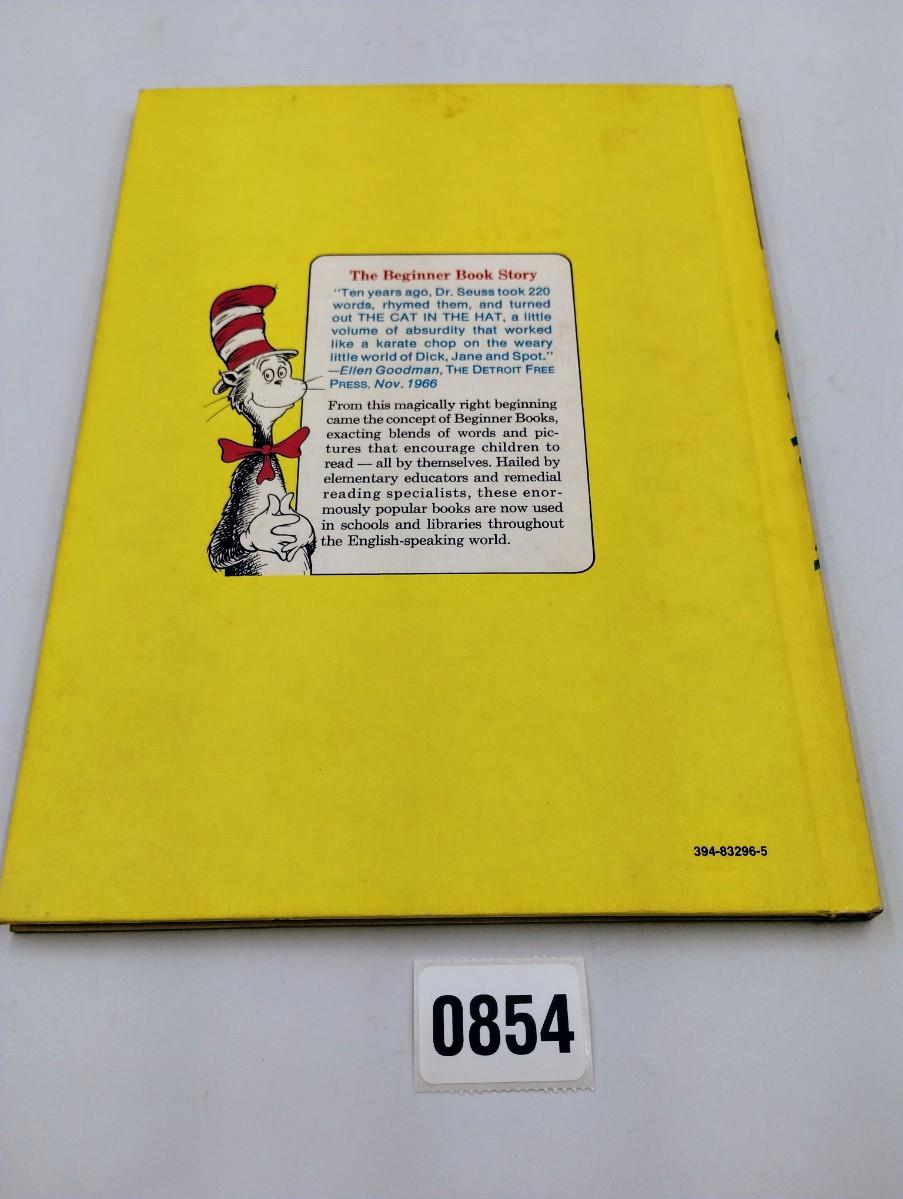 The Beginner Book Story
"Ten years ago, Dr. Seuss took 220
words, rhymed them, and turned
out THE CAT IN THE HAT, a little
volume of absurdity that worked
like a karate chop on the weary
little world of Dick, Jane and Spot."
—Ellen Goodman, THE DETROIT FREE
PRESS, Nov. 1966
From this magically right beginning
came the concept of Beginner Books,
exacting blends of words and pic-
tures that encourage children to
read — all by themselves. Hailed by
elementary educators and remedial
reading specialists, these enor-
mously popular books are now used
in schools and libraries throughout
the English-speaking world.
394-83296-5
0854